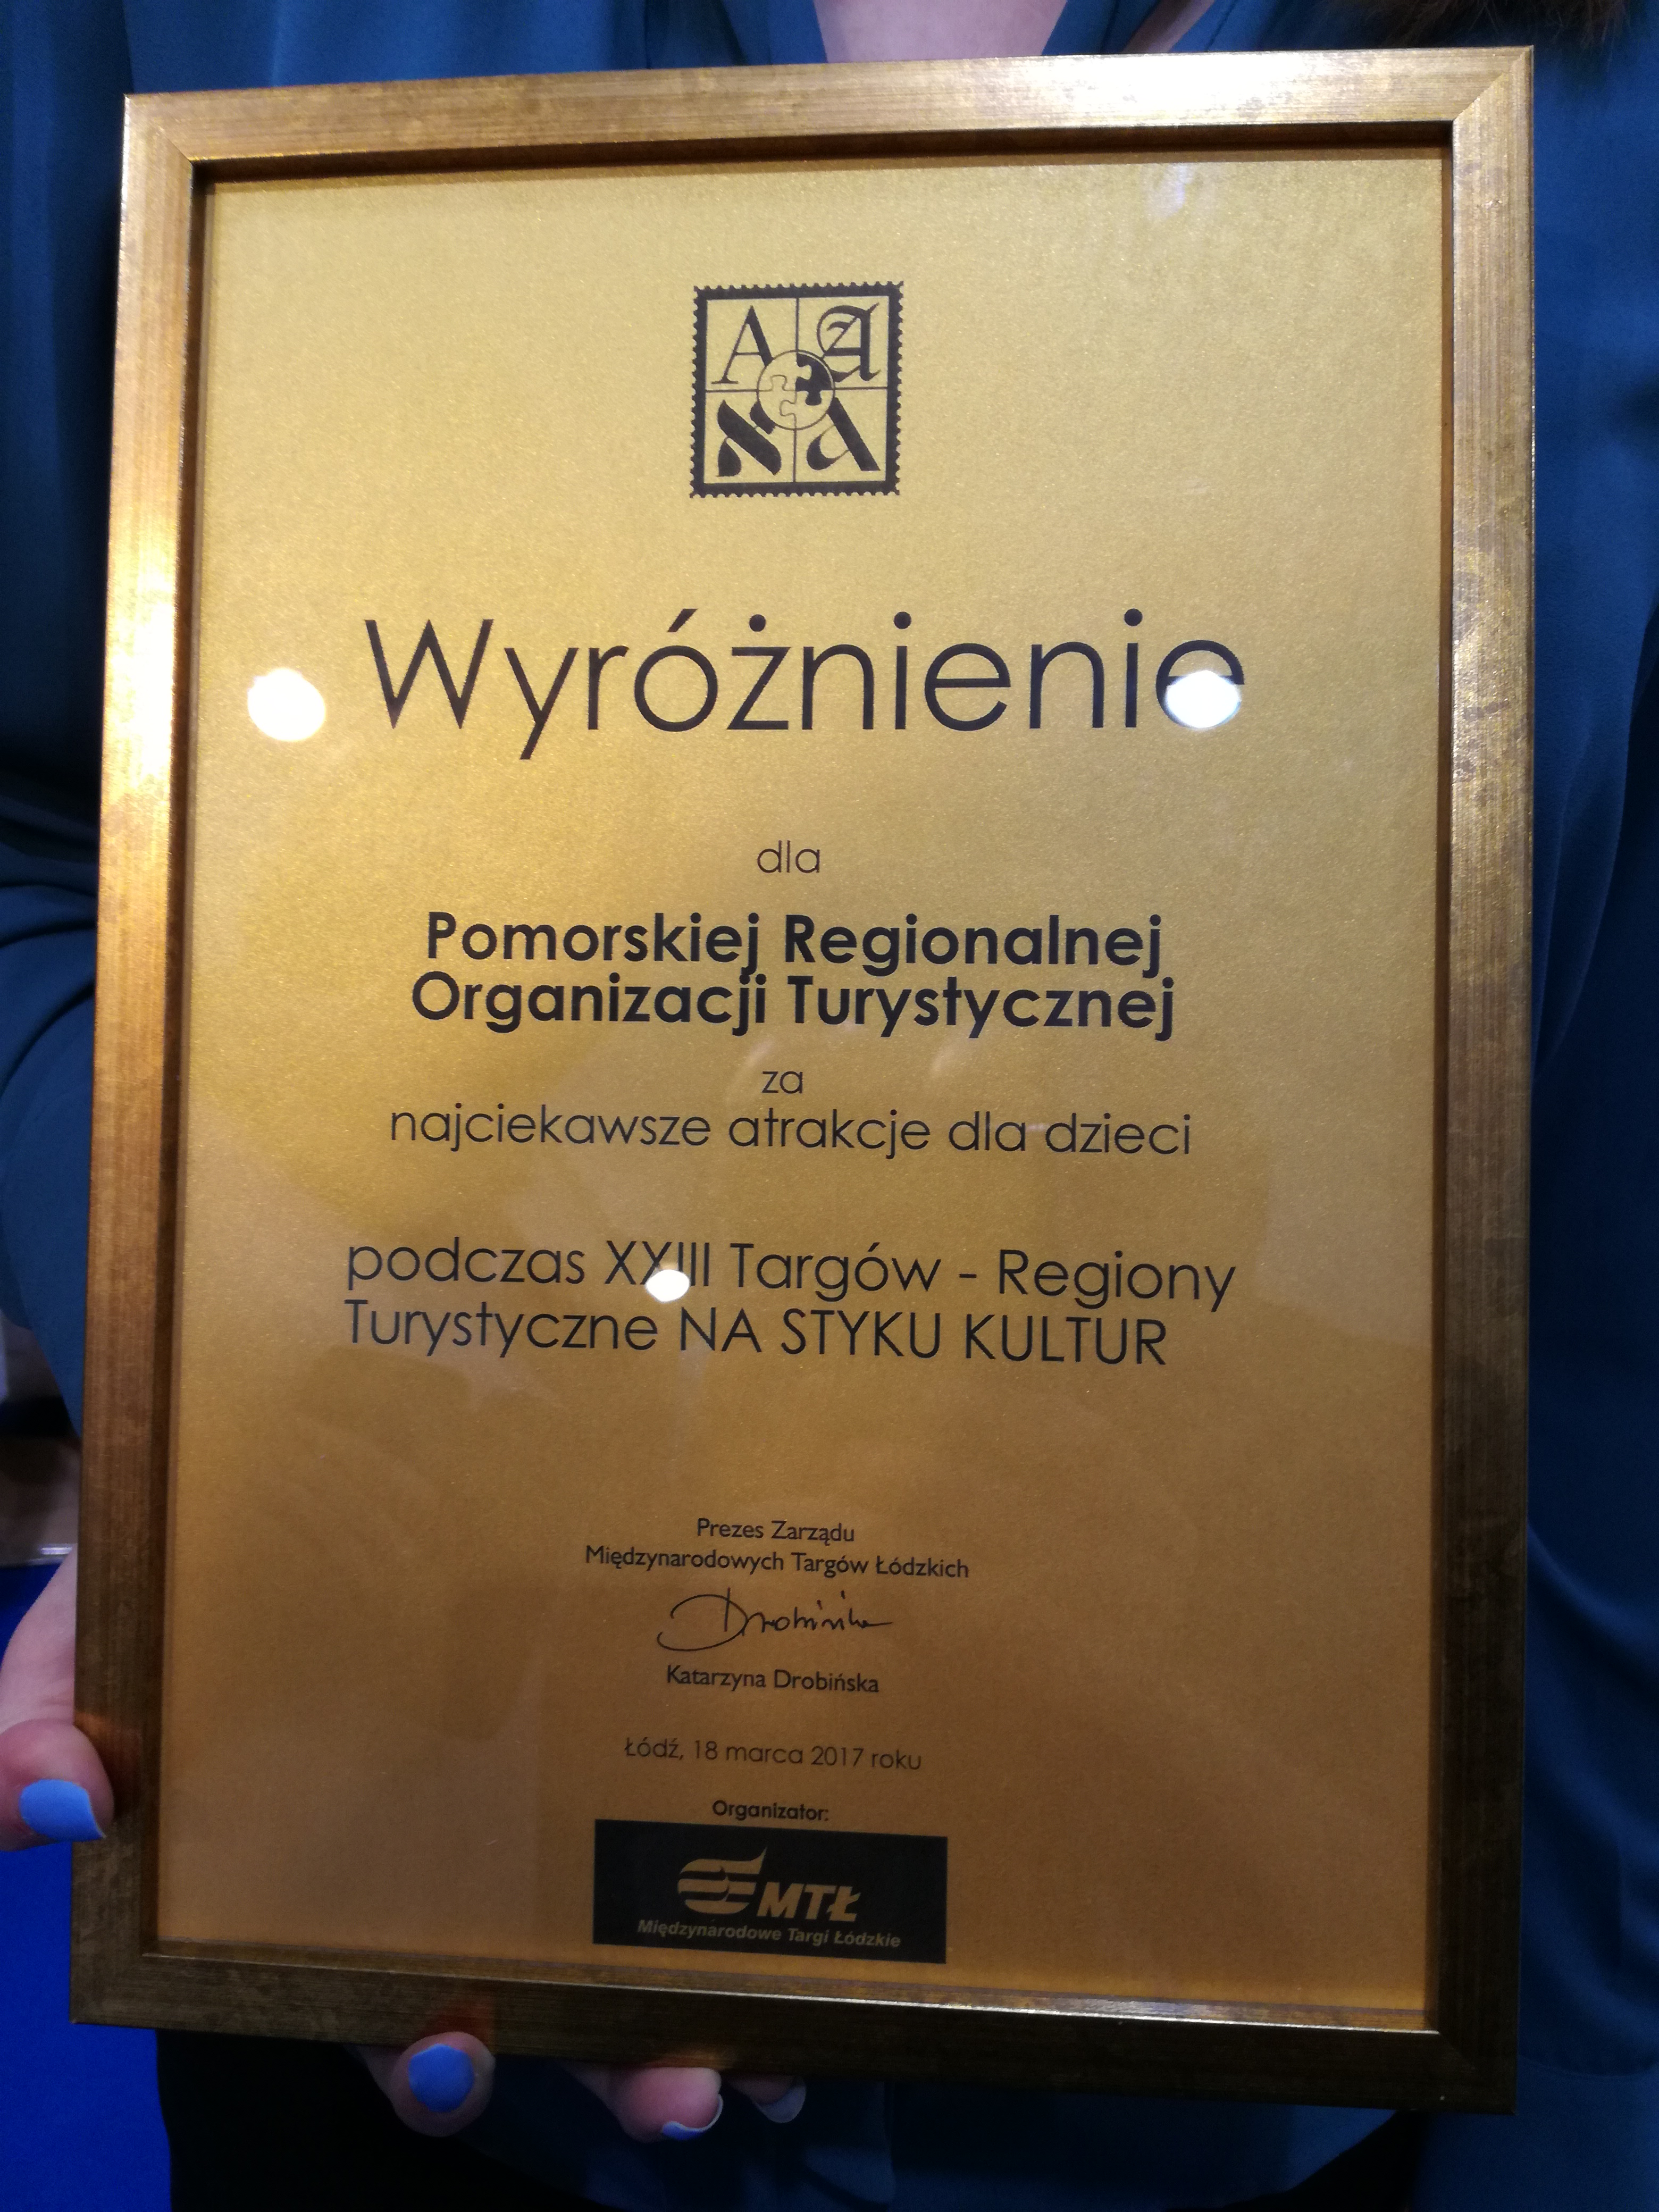 A A
א A
Wyróżnienie
dla
Pomorskiej Regionalnej
Organizacji Turystycznej
za
najciekawsze atrakcje dla dzieci
podczas XXIII Targów - Regiony
Turystyczne NA STYKU KULTUR
Prezes Zarządu
Międzynarodowych Targów Łódzkich
Drobińska
Katarzyna Drobińska
Łódź, 18 marca 2017 roku
Organizator:
MTŁ
Międzynarodowe Targi Łódzkie